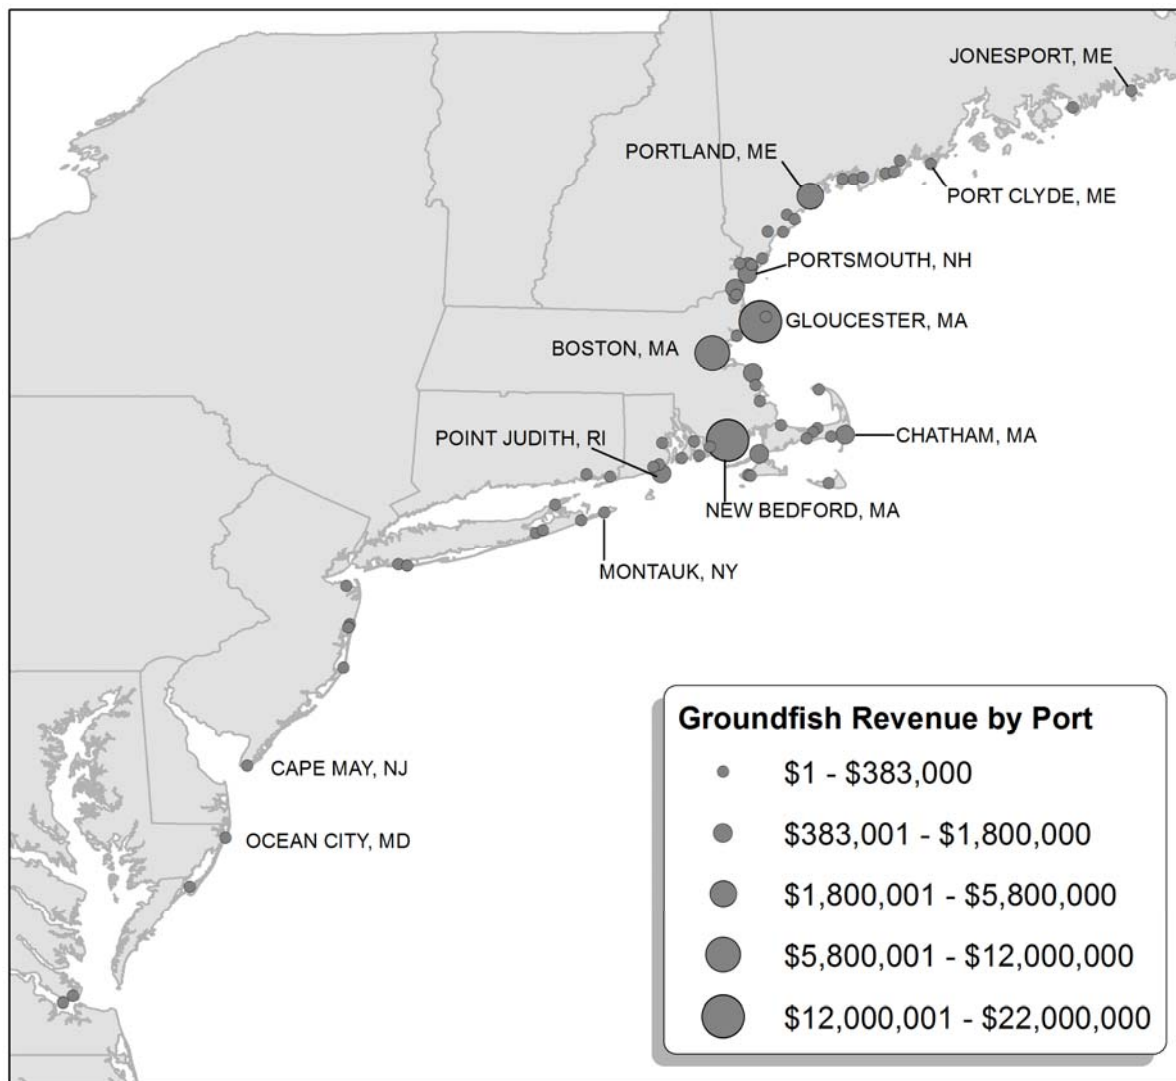 JONESPORT, ME
PORTLAND, ME
PORT CLYDE, ME
PORTSMOUTH, NH
GLOUCESTER, MA
BOSTON, MA
POINT JUDITH, RI
CHATHAM, MA
NEW BEDFORD, MA
MONTAUK, NY
CAPE MAY, NJ
OCEAN CITY, MD
Groundfish Revenue by Port
$1 - $383,000
$383,001 - $1,800,000
$1,800,001 - $5,800,000
$5,800,001 - $12,000,000
$12,000,001 - $22,000,000